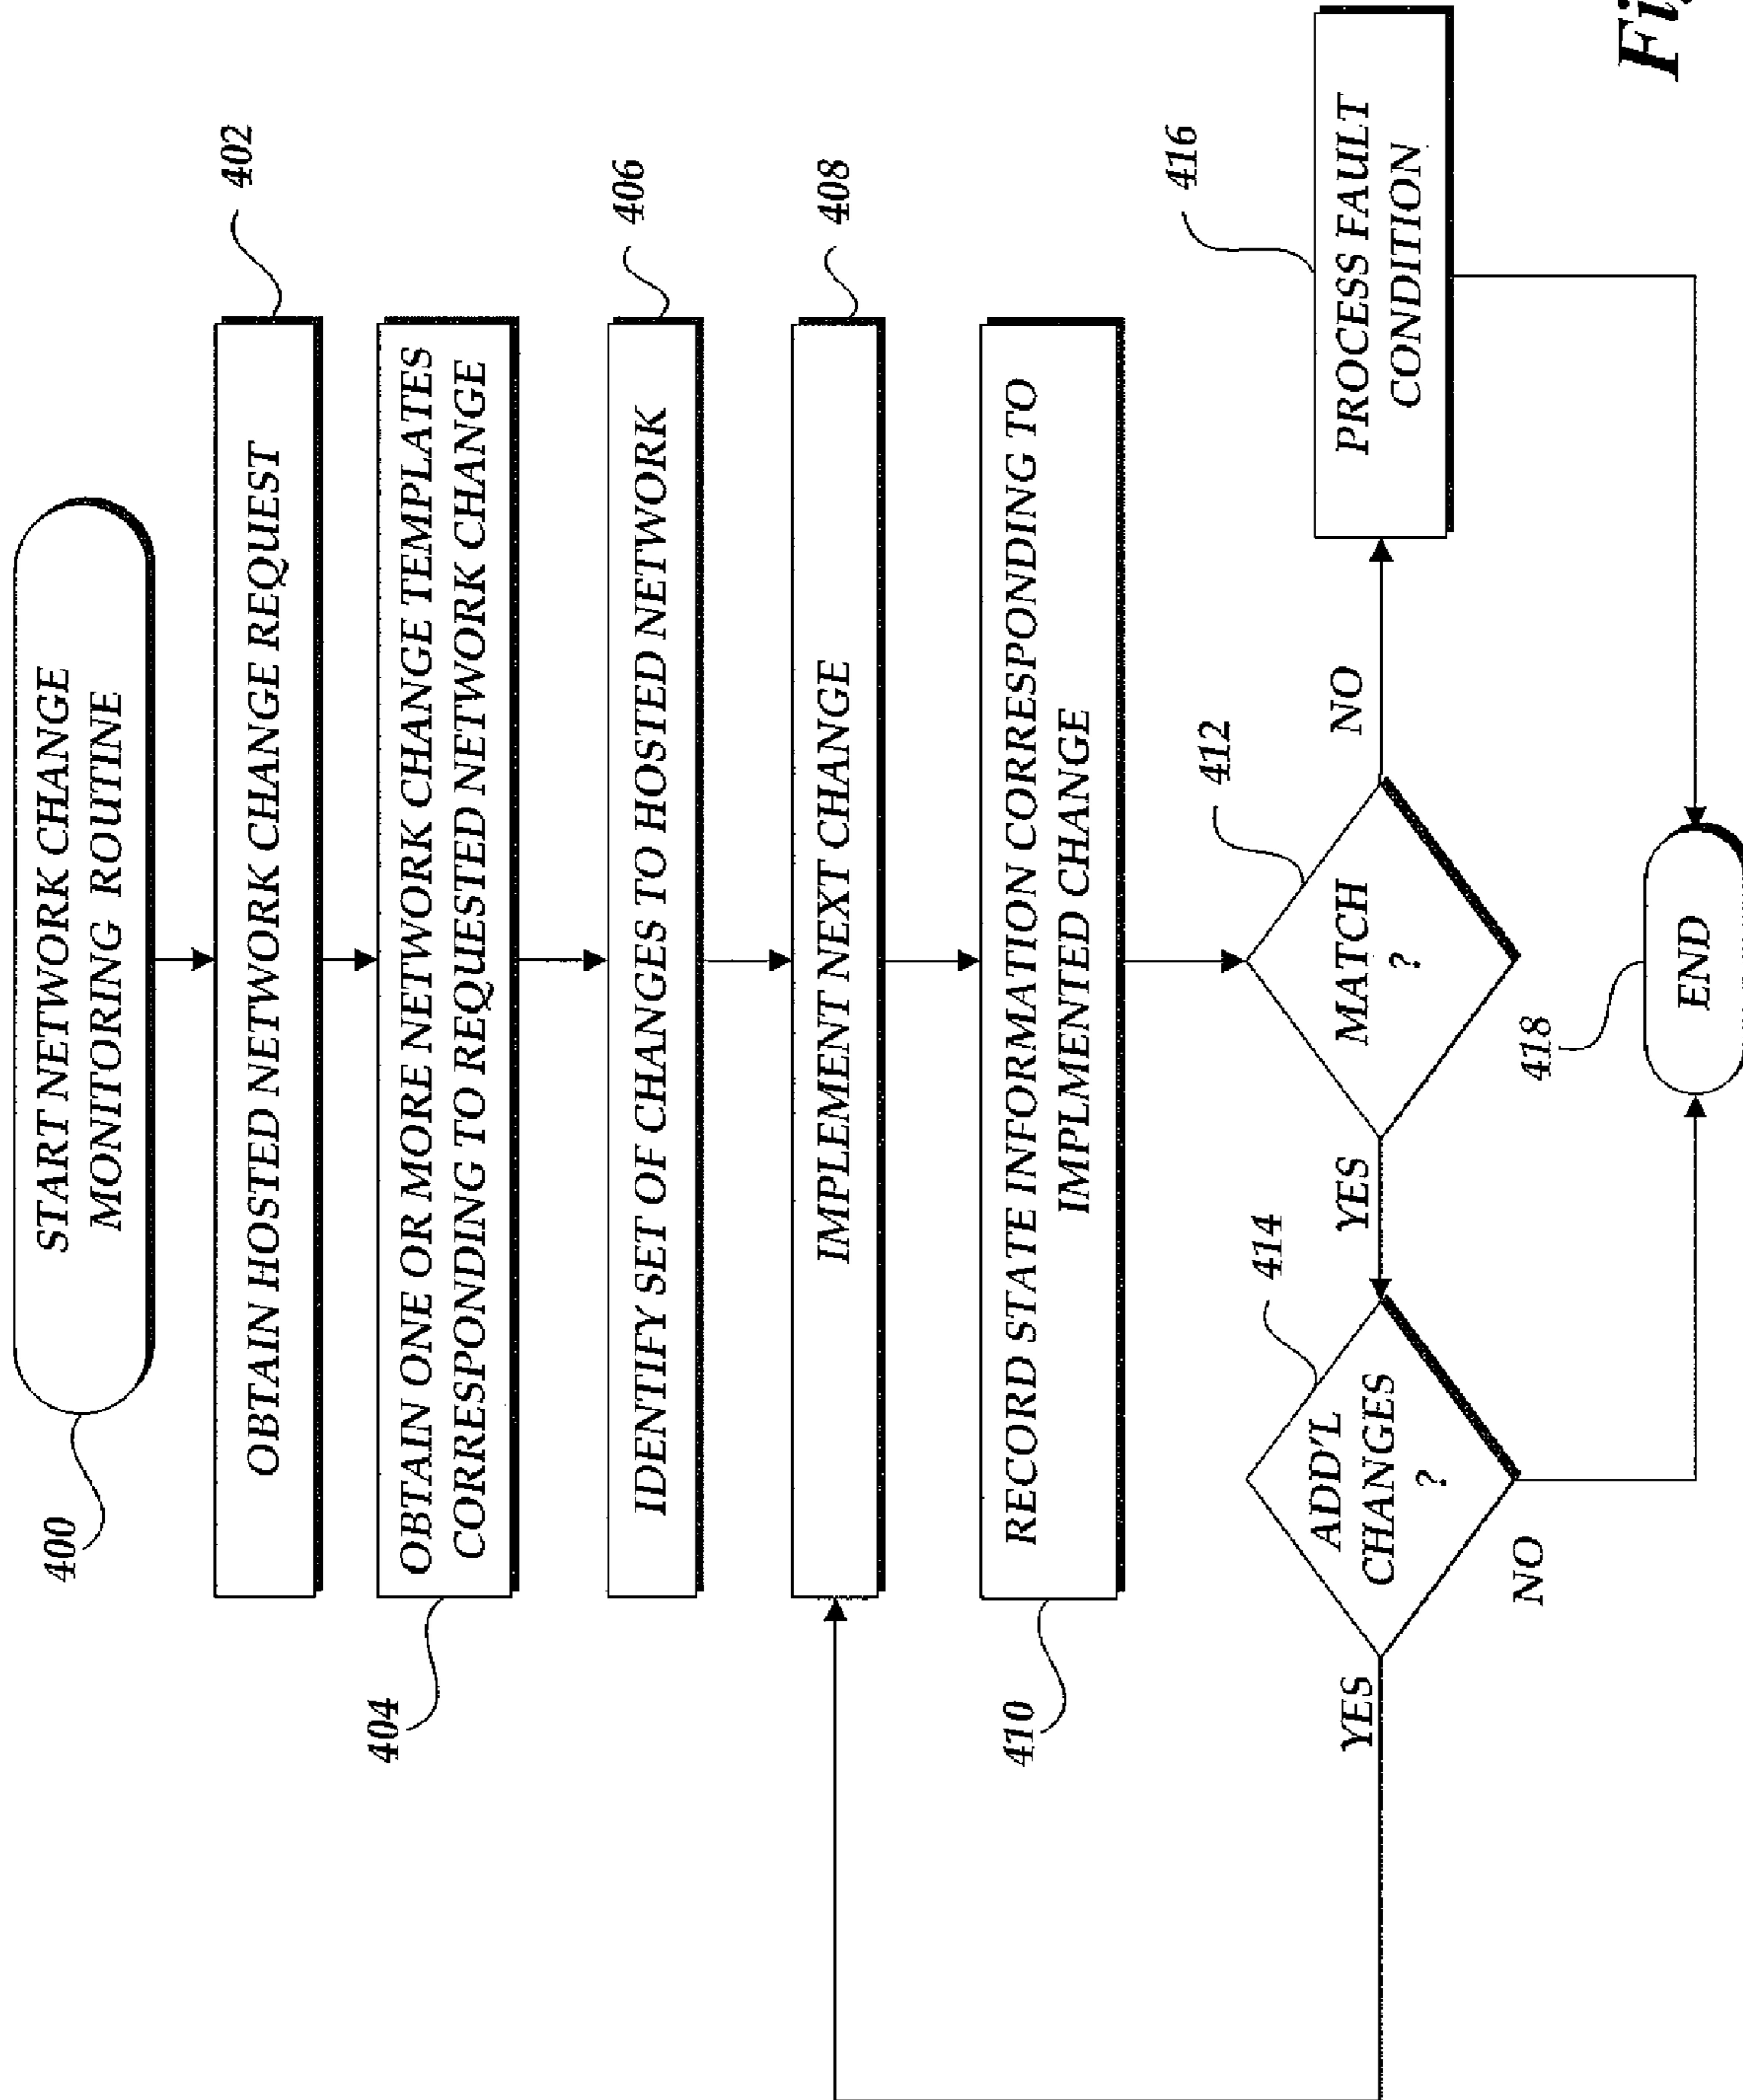 400
START NETWORK CHANGE
MONITORING ROUTINE
402
OBTAIN HOSTED NETWORK CHANGE REQUEST
404
OBTAIN ONE OR MORE NETWORK CHANGE TEMPLATES
CORRESPONDING TO REQUESTED NETWORK CHANGE
406
IDENTIFY SET OF CHANGES TO HOSTED NETWORK
408
IMPLEMENT NEXT CHANGE
410
RECORD STATE INFORMATION CORRESPONDING TO
IMPLMENTED CHANGE
412
MATCH
?
YES
NO
414
ADD'L
CHANGES
?
YES
NO
416
PROCESS FAULT
CONDITION
418
END